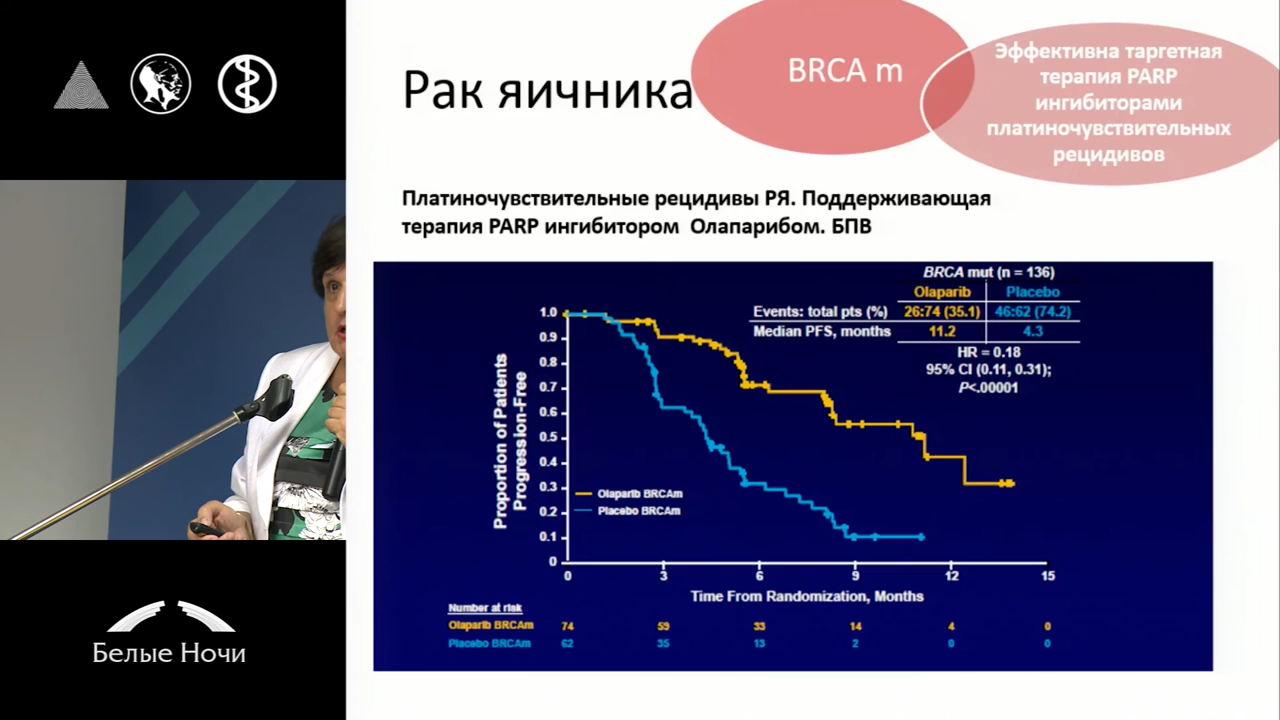 Рак яичника
BRCA m
Эффективна таргетная
терапия PARP
ингибиторами
платиночувствительных
рецидивов
Платиночувствительные рецидивы РЯ. Поддерживающая
терапия PARP ингибитором Олапарибом. БПВ
BRCA mut (n = 136)
Olaparib Placebo
Events: total pts (%) 26:74 (35.1) 46:62 (74.2)
Median PFS, months 11.2 4.3
HR = 0.18
95% CI (0.11, 0.31);
P<.00001
Proportion of Patients
Progression-Free
1.0
0.9
0.8
0.7
0.6
0.5
0.4
0.3
0.2
0.1
0
Olaparib BRCAm
Placebo BRCAm
0 3 6 9 12 15
Time From Randomization, Months
Number at risk
Olaparib BRCAm 74 59 33 14 4 0
Placebo BRCAm 62 35 13 2 0 0
Белые Ночи